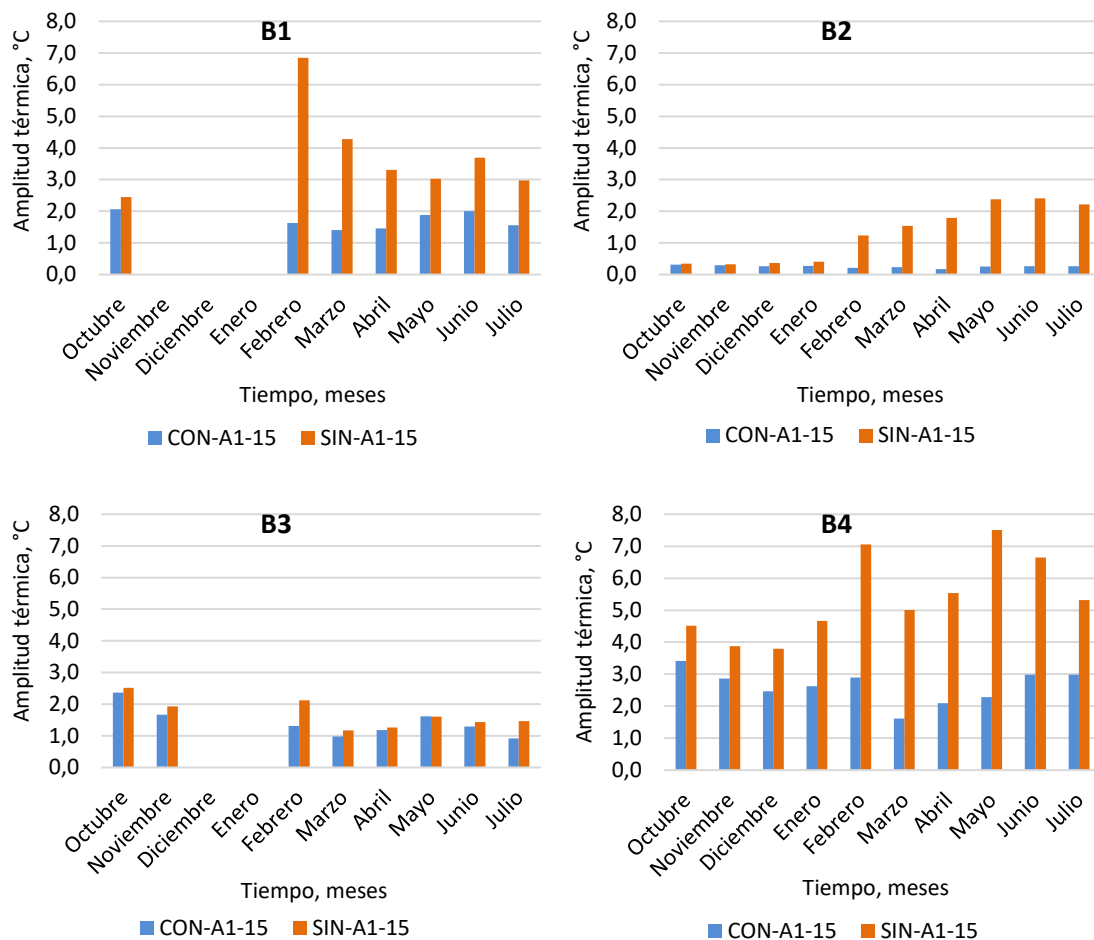 B1
Amplitud térmica, °C
8,0
7,0
6,0
5,0
4,0
3,0
2,0
1,0
0,0
Octubre
Noviembre
Diciembre
Enero
Febrero
Marzo
Abril
Mayo
Junio
Julio
Tiempo, meses
CON-A1-15 SIN-A1-15
B2
Amplitud térmica, °C
8,0
7,0
6,0
5,0
4,0
3,0
2,0
1,0
0,0
Octubre
Noviembre
Diciembre
Enero
Febrero
Marzo
Abril
Mayo
Junio
Julio
Tiempo, meses
CON-A1-15 SIN-A1-15
B3
Amplitud térmica, °C
8,0
7,0
6,0
5,0
4,0
3,0
2,0
1,0
0,0
Octubre
Noviembre
Diciembre
Enero
Febrero
Marzo
Abril
Mayo
Junio
Julio
Tiempo, meses
CON-A1-15 SIN-A1-15
B4
Amplitud térmica, °C
8,0
7,0
6,0
5,0
4,0
3,0
2,0
1,0
0,0
Octubre
Noviembre
Diciembre
Enero
Febrero
Marzo
Abril
Mayo
Junio
Julio
Tiempo, meses
CON-A1-15 SIN-A1-15